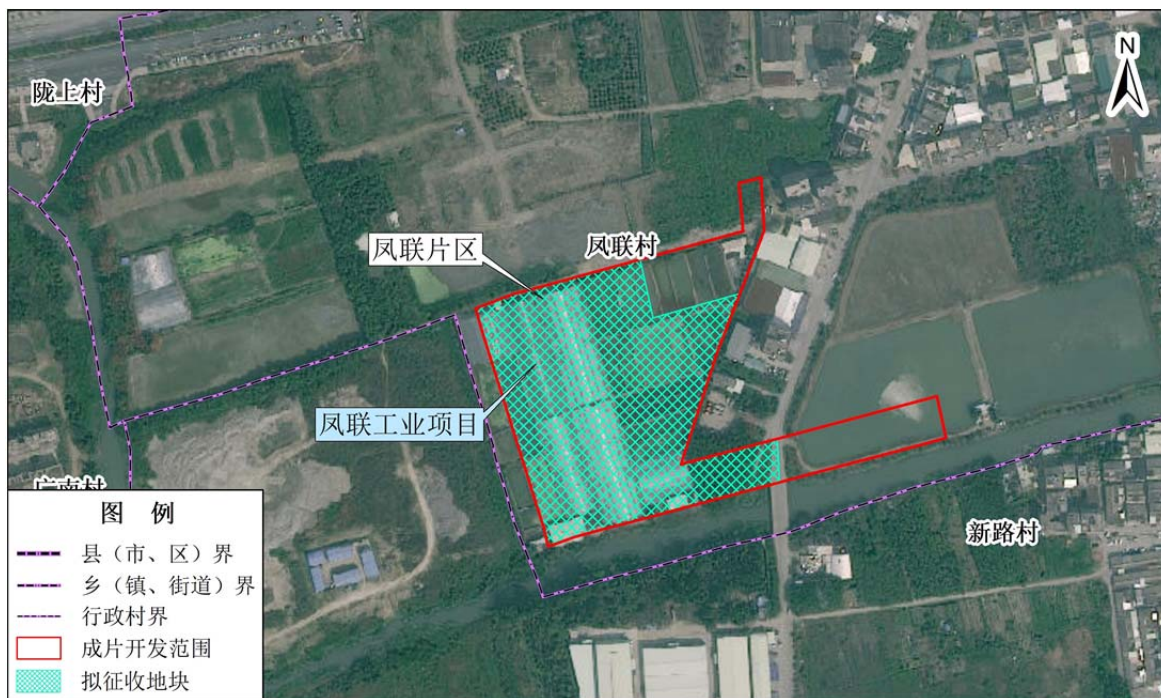 N
陇上村
凤联片区
凤联村
凤联工业项目
新路村
图 例
县（市、区）界
乡（镇、街道）界
行政村界
成片开发范围
拟征收地块